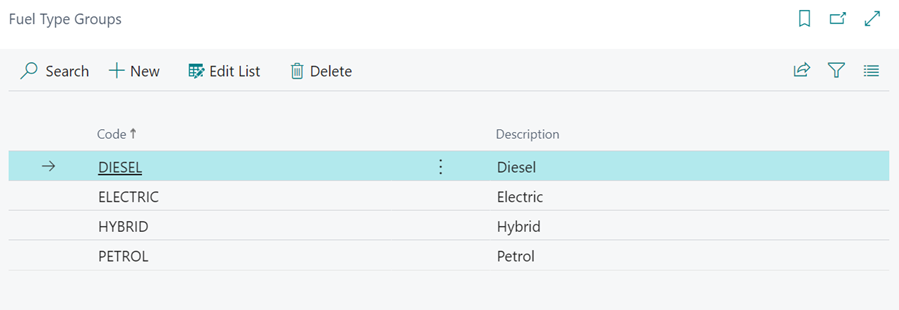 Fuel Type Groups
Search New Edit List Delete
Code ↑ Description
DIESEL Diesel
ELECTRIC Electric
HYBRID Hybrid
PETROL Petrol